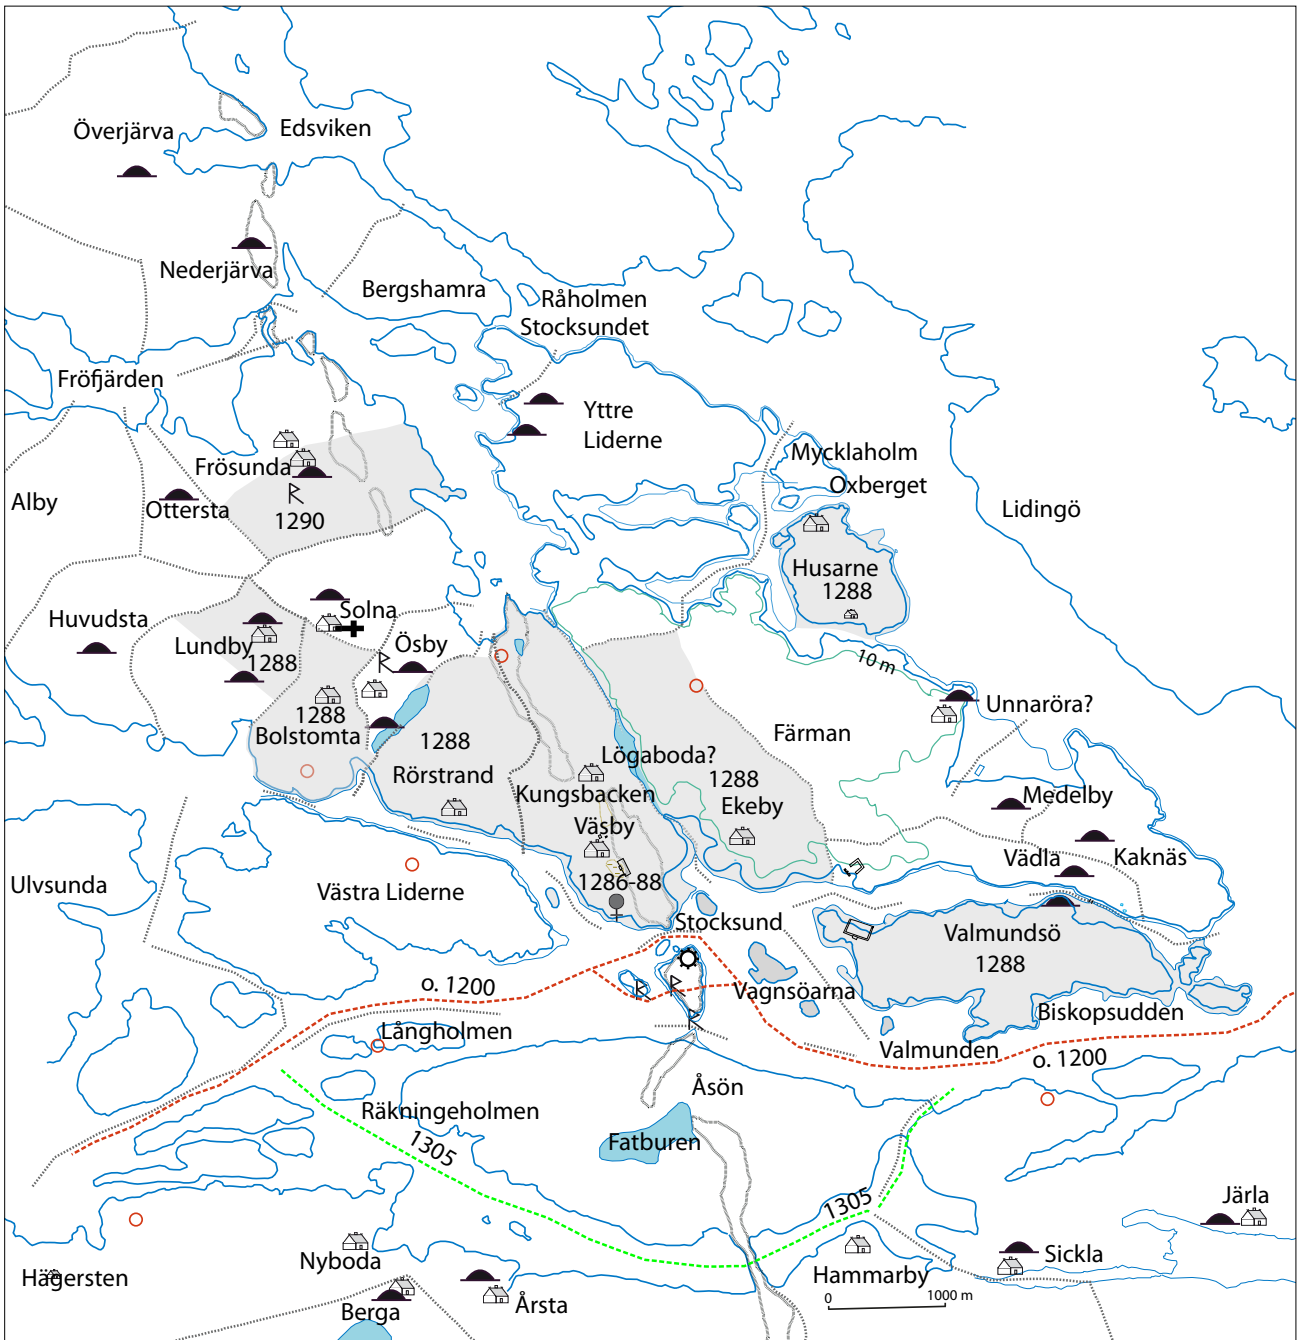 Överjärva
Edsviken
Nederjärva
Bergshamra
Råholmen
Stocksundet
Fröfjärden
Yttre
Liderne
Mycklaholm
Oxberget
Frösunda
Alby
Ottersta
1290
Lidingö
Husarne
1288
Huvudsta
Solna
Lundby
1288
Ösby
10 m
Unnaröra?
1288
Bolstomta
1288
Rörstrand
Färman
Lögaboda?
1288
Kungsbacken
Ekeby
Medelby
Väsby
Vädla
Kaknäs
Ulvsunda
Västra Liderne
1286-88
Stocksund
Valmundsö
1288
o. 1200
Vagnsöarna
Biskopsudden
Långholmen
Valmunden
o. 1200
Åsön
Räkningeholmen
1305
Fatburen
1305
Järla
Nyboda
Sickla
Hägersten
Hammarby
Berga
Årsta
0
1000 m